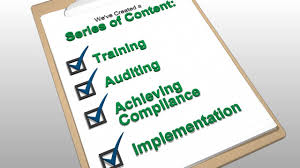 We've Created a
Series of Content:
Training
Auditing
Achieving
Compliance
Implementation